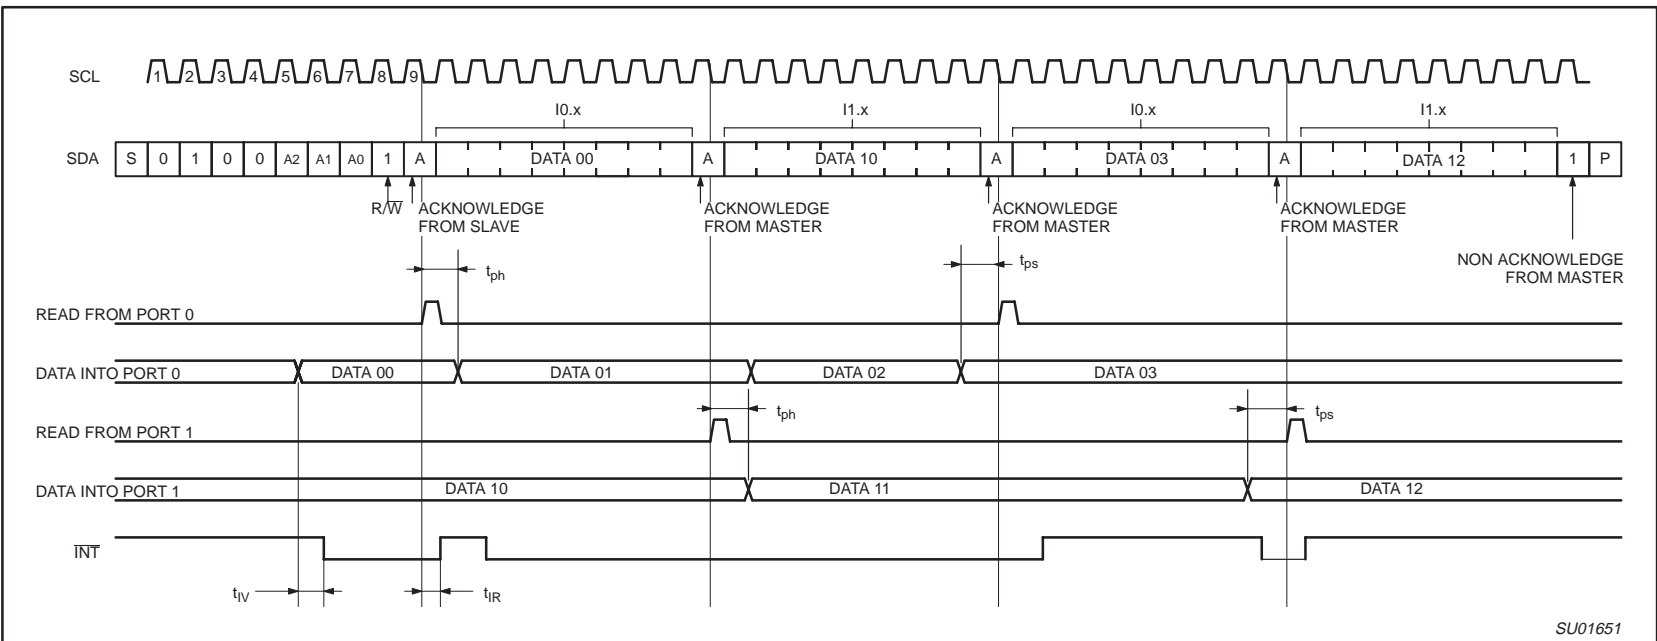 SCL 1 2 3 4 5 6 7 8 9
I0.x I1.x I0.x I1.x
SDA S 0 1 0 0 A2 A1 A0 1 A DATA 00 A DATA 10 A DATA 03 A DATA 12 1 P
R/W ACKNOWLEDGE FROM SLAVE
ACKNOWLEDGE FROM MASTER
ACKNOWLEDGE FROM MASTER
ACKNOWLEDGE FROM MASTER
NON ACKNOWLEDGE FROM MASTER
tph tps
READ FROM PORT 0
DATA INTO PORT 0 DATA 00 DATA 01 DATA 02 DATA 03
tph tps
READ FROM PORT 1
DATA INTO PORT 1 DATA 10 DATA 11 DATA 12
INT
tIV tIR
SU01651